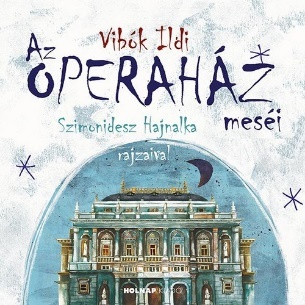 Vibók Ildi
Az
OPERAHÁZ
meséi
Szimonidesz Hajnalka
rajzaival
HOLNAP KIADÓ